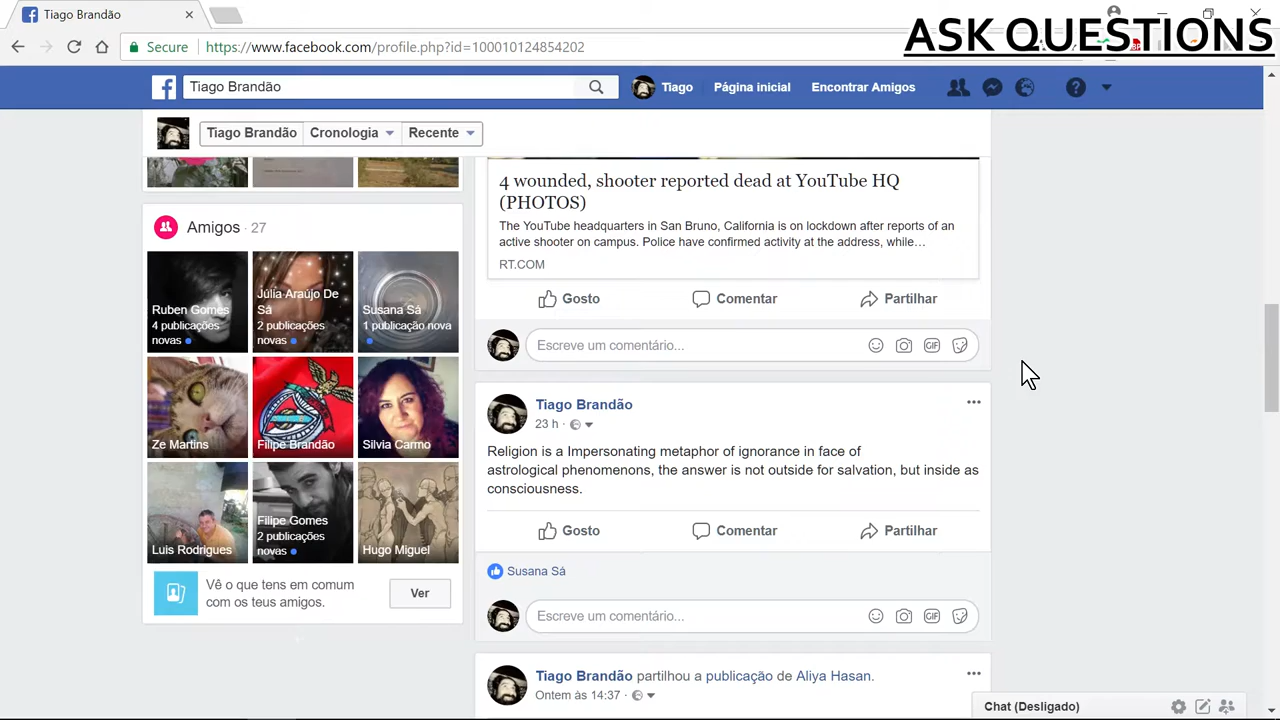 Tiago Brandão
ASK QUESTIONS
Secure
https://www.facebook.com/profile.php?id=100010124854202
Tiago Brandão
Tiago
Página inicial
Encontrar Amigos
Tiago Brandão
Cronologia
Recente
4 wounded, shooter reported dead at YouTube HQ
(PHOTOS)
The YouTube headquarters in San Bruno, California is on lockdown after reports of an
active shooter on campus. Police have confirmed activity at the address, while…
RT.COM
Gosto
Comentar
Partilhar
Escreve um comentário...
GIF
Amigos · 27
Ruben Gomes
4 publicações
novas
Júlia Araújo De
Sá
2 publicações
novas
Susana Sá
1 publicação nova
Ze Martins
Filipe Brandão
Silvia Carmo
Luis Rodrigues
Filipe Gomes
2 publicações
novas
Hugo Miguel
Vê o que tens em comum
com os teus amigos.
Ver
Tiago Brandão
23 h ·
Religion is a Impersonating metaphor of ignorance in face of
astrological phenomenons, the answer is not outside for salvation, but inside as
consciousness.
Gosto
Comentar
Partilhar
Susana Sá
Escreve um comentário...
GIF
Tiago Brandão partilhou a publicação de Aliya Hasan.
Ontem às 14:37 ·
Chat (Desligado)